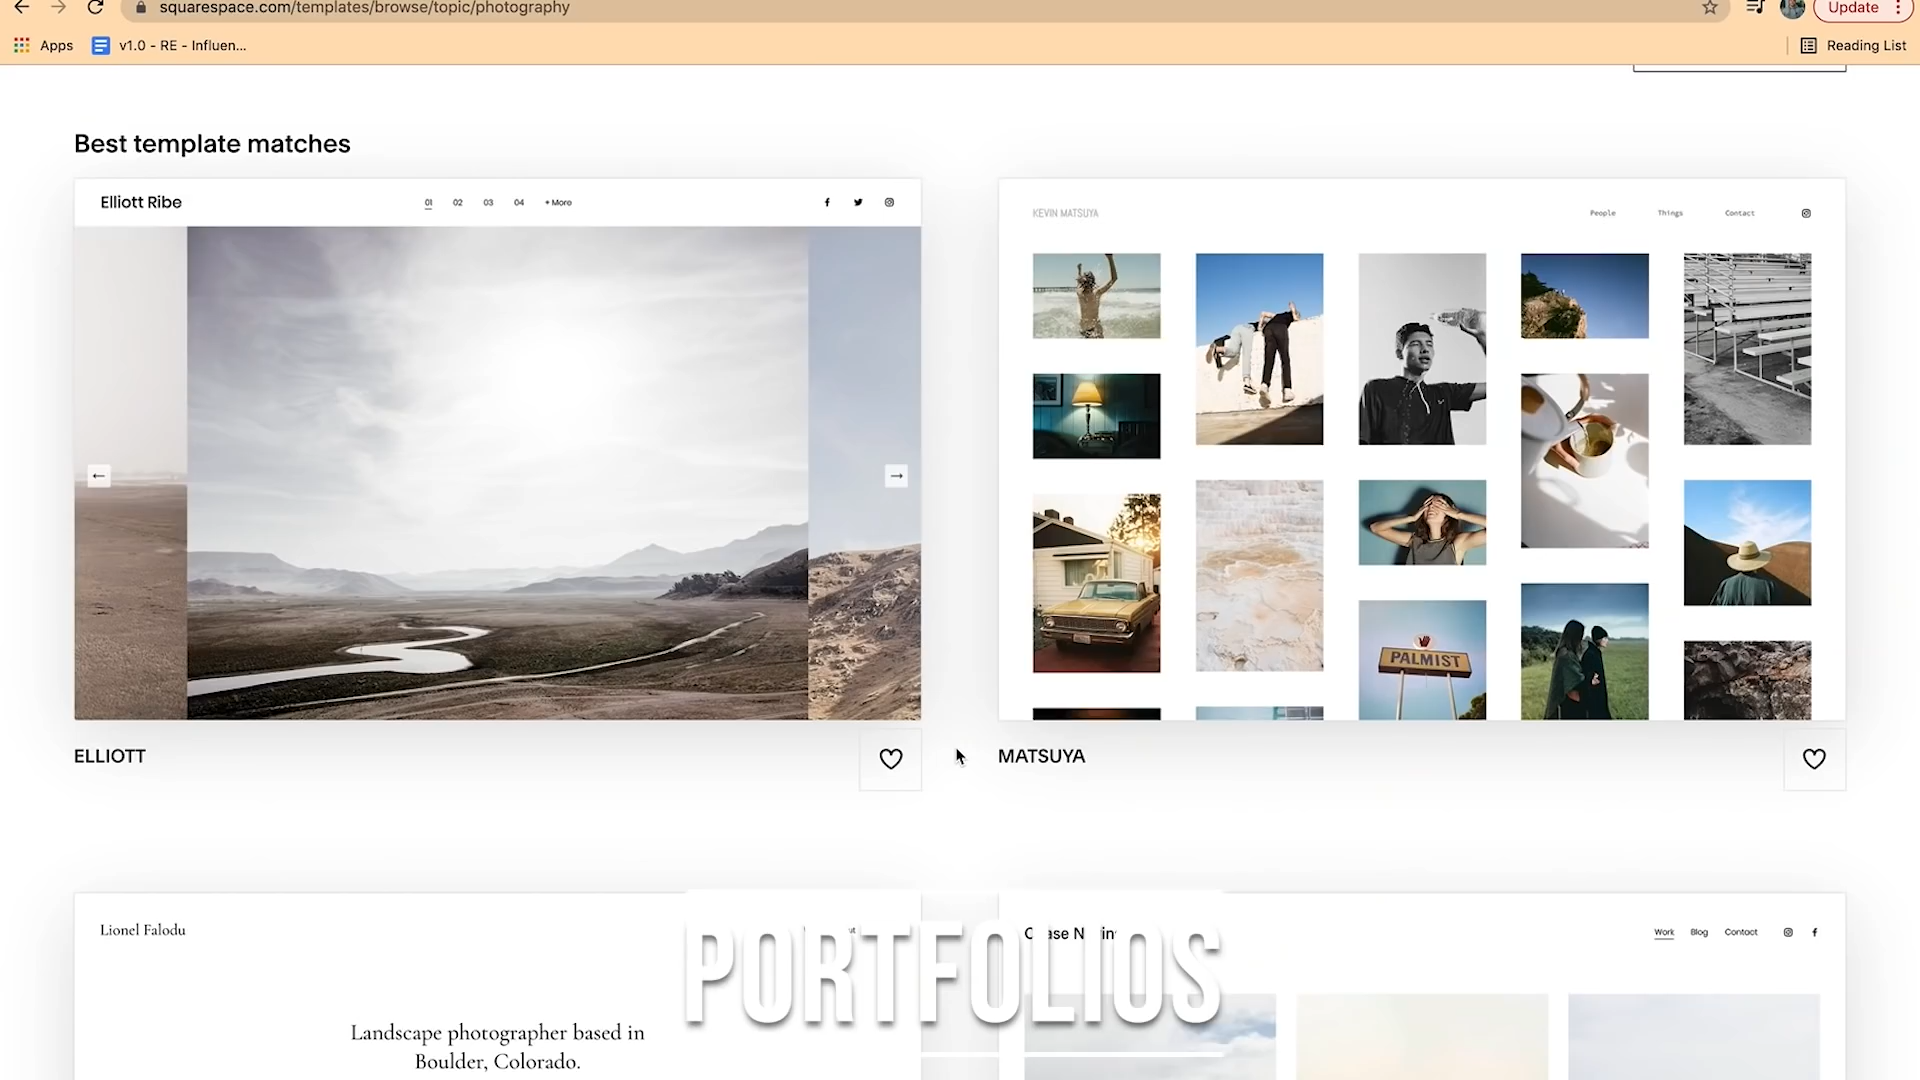 squarespace.com/templates/browse/topic/photography
Update
Apps
v1.0 - RE - Influen...
Reading List
Best template matches
Elliott Ribe
01 02 03 04 + More
KEVIN MATSUYA
People Things Contact
PALMIST
ELLIOTT
MATSUYA
Lionel Falodu
Work Blog Contact
PORTFOLIOS
Landscape photographer based in
Boulder, Colorado.